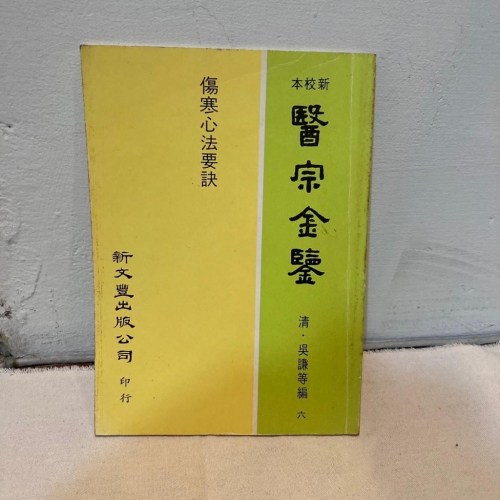 新校本
醫宗金鑒
清·吳謙等編 六
傷寒心法要訣
新文豐出版公司 印行